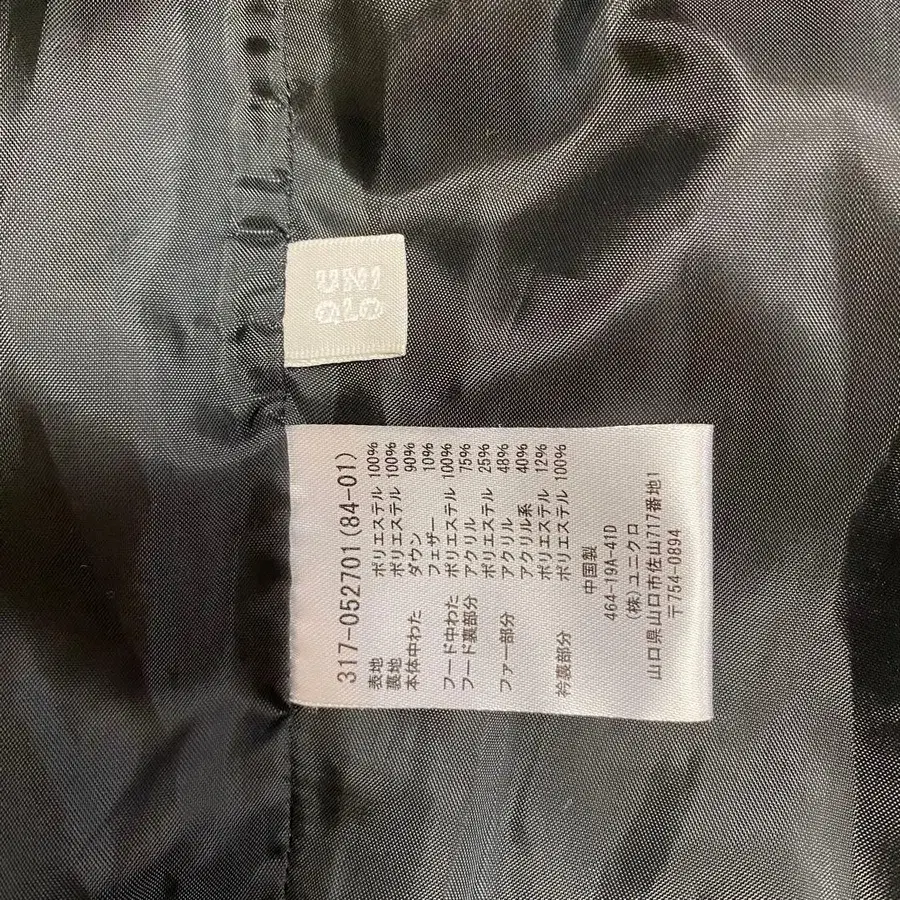 UNI
QLO
317-052701(84-01)
表地 ポリエステル 100%
裏地 ポリエステル 100%
本体中わた ダウン 90%
フェザー 10%
フード中わた ポリエステル 100%
フード裏部分 アクリル 75%
ポリエステル 25%
ファー部分 アクリル 48%
アクリル系 40%
ポリエステル 12%
衿裏部分 ポリエステル 100%
中国製
464-19A-41D
(株)ユニクロ
山口県山口市佐山717番地1
〒754-0894